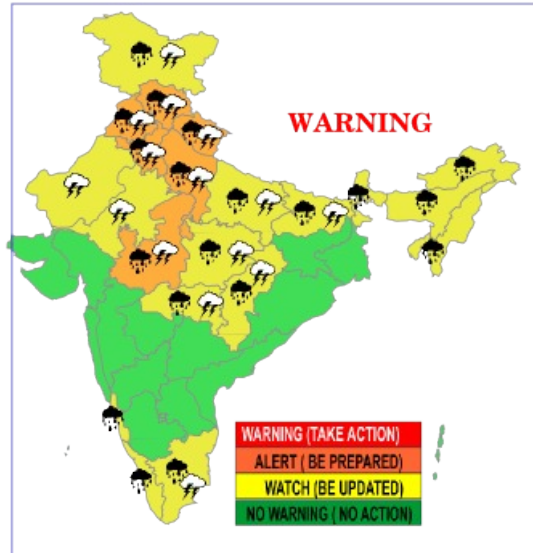 WARNING
WARNING (TAKE ACTION)
ALERT ( BE PREPARED)
WATCH (BE UPDATED)
NO WARNING ( NO ACTION)